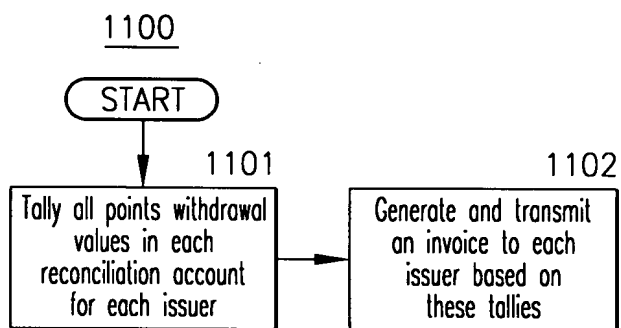 1100
START
1101
Tally all points withdrawal
values in each
reconciliation account
for each issuer
1102
Generate and transmit
an invoice to each
issuer based on
these tallies